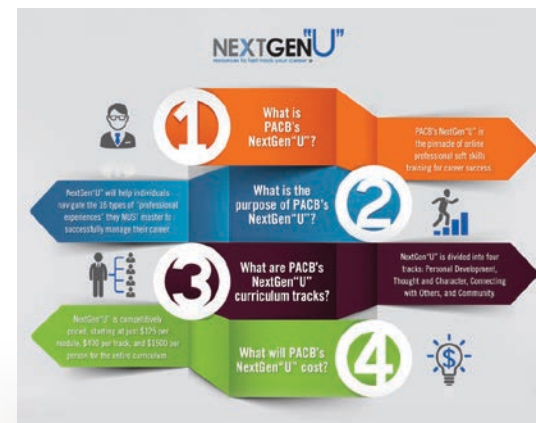 NEXTGEN"U"
resources to fast track your career »
1
What is
PACB's
NextGen"U"?
PACB's NextGen"U" is
the pinnacle of online
professional soft skills
training for career success.
2
What is the
purpose of PACB's
NextGen"U"?
NextGen"U" will help individuals
navigate the 16 types of "professional
experiences" they MUST master to
successfully manage their career.
3
What are PACB's
NextGen"U"
curriculum tracks?
NextGen"U" is divided into four
tracks: Personal Development,
Thought and Character, Connecting
with Others, and Community.
4
What will PACB's
NextGen"U" cost?
NextGen"U" is competitively
priced, starting at just $125 per
module, $400 per track, and $1500 per
person for the entire curriculum.
$